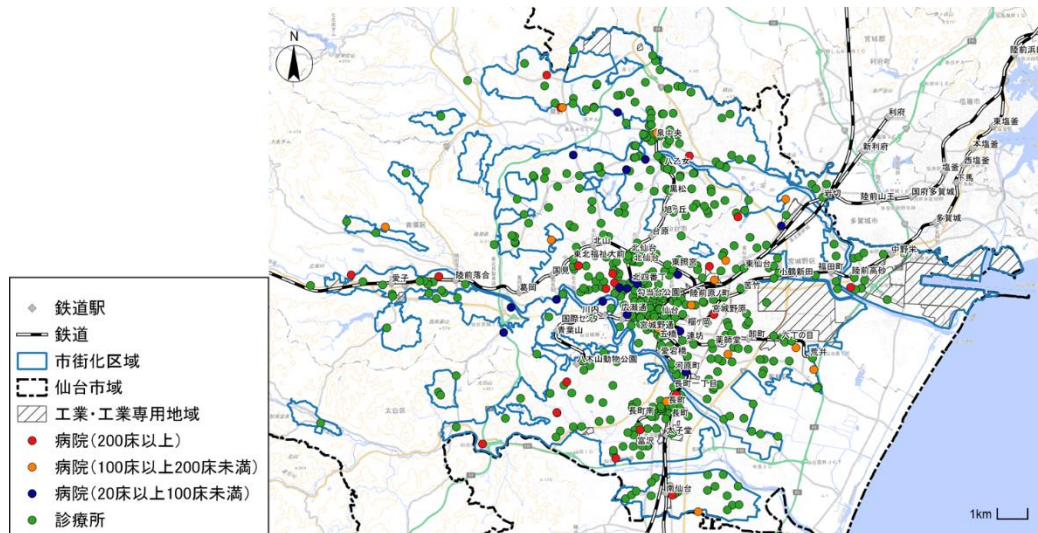 N
陸前浜田
利府
新利府
東塩釜
本塩釜
西塩釜
塩釜
下馬
国府多賀城
陸前山王
多賀城
岩切
中野栄
泉中央
八乙女
黒松
旭ヶ丘
台原
北山
北仙台
東北福祉大前
国見
北四番丁
東照宮
東仙台
小鶴新田
福田町
陸前高砂
勾当台公園
陸前原ノ町
苦竹
愛子
陸前落合
葛岡
川内
広瀬通
仙台
宮城野原
国際センター
宮城野通
榴ヶ岡
青葉山
五橋
連坊
薬師堂
卸町
六丁の目
荒井
八木山動物公園
愛宕橋
河原町
長町一丁目
長町
長町南
長町
太子堂
富沢
南仙台
1km
鉄道駅
鉄道
市街化区域
仙台市域
工業・工業専用地域
病院(200床以上)
病院(100床以上200床未満)
病院(20床以上100床未満)
診療所